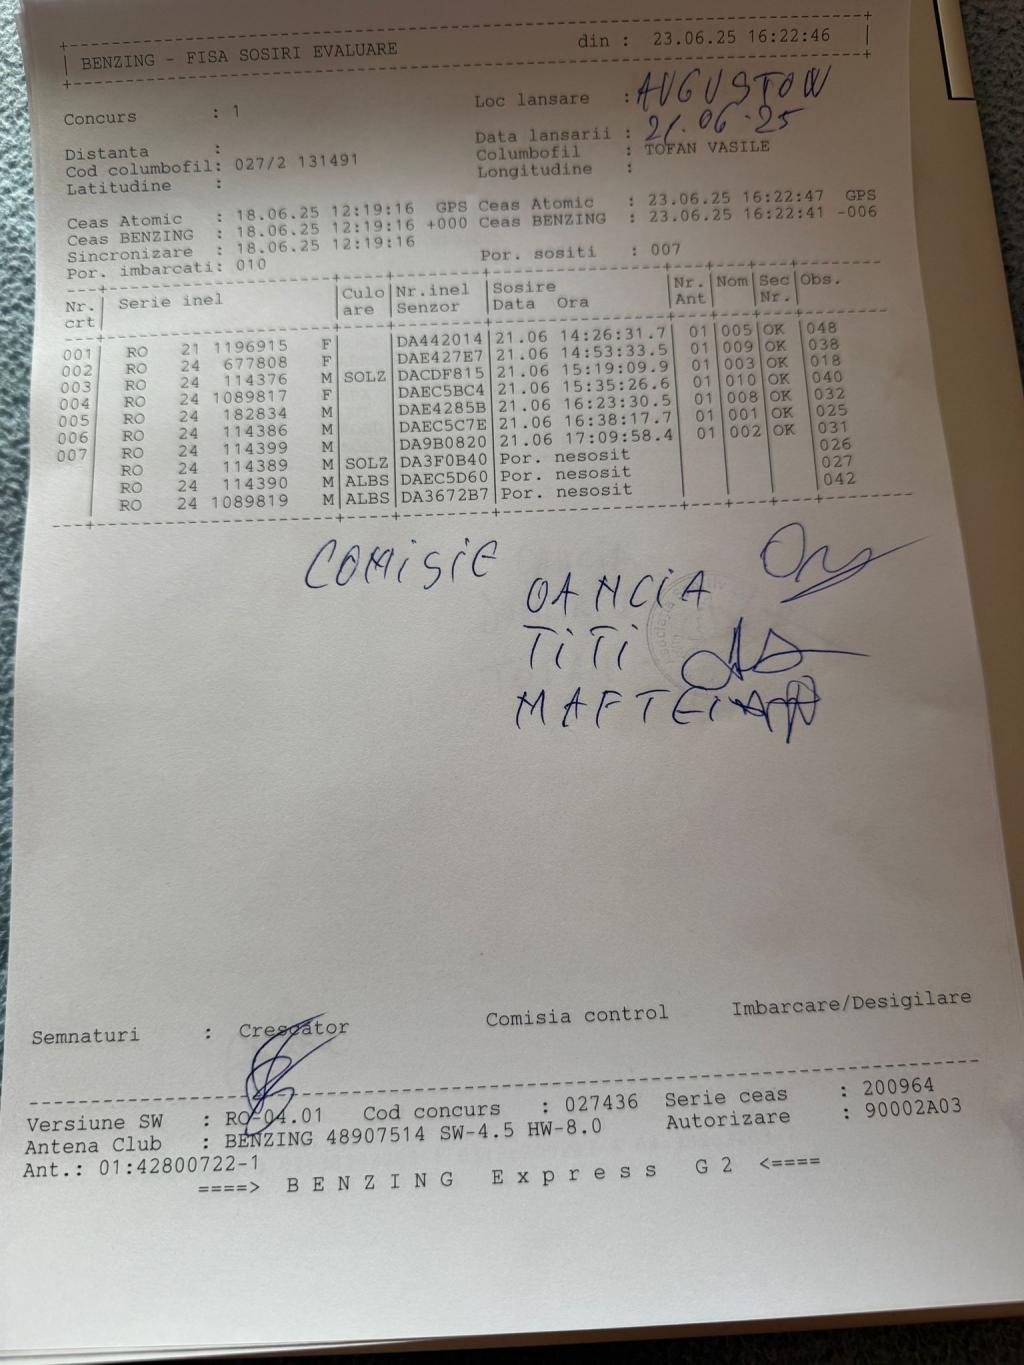 BENZING - FISA SOSIRI EVALUARE din : 23.06.25 16:22:46
Concurs : 1 Loc lansare : AUGUSTOW
Data lansarii : 21.06.25
Distanta :
Cod columbofil: 027/2 131491 Columbofil : TOFAN VASILE
Latitudine : Longitudine :
Ceas Atomic : 18.06.25 12:19:16 GPS Ceas Atomic : 23.06.25 16:22:47 GPS
Ceas BENZING : 18.06.25 12:19:16 +000 Ceas BENZING : 23.06.25 16:22:41 -006
Sincronizare : 18.06.25 12:19:16
Por. imbarcati: 010 Por. sositi : 007
Nr. Serie inel Culo Nr.inel Sosire Nr. Nom Sec Obs.
crt are Senzor Data Ora Ant Nr.
001 RO 21 1196915 F DA442014 21.06 14:26:31.7 01 005 OK 048
002 RO 24 677808 F DAE427E7 21.06 14:53:33.5 01 009 OK 038
003 RO 24 114376 M SOLZ DACDF815 21.06 15:19:09.9 01 003 OK 018
004 RO 24 1089817 F DAEC5BC4 21.06 15:35:26.6 01 010 OK 040
005 RO 24 182834 M DAE4285B 21.06 16:23:30.5 01 008 OK 032
006 RO 24 114386 M DAEC5C7E 21.06 16:38:17.7 01 001 OK 025
007 RO 24 114399 M DA9B0820 21.06 17:09:58.4 01 002 OK 031
RO 24 114389 M SOLZ DA3F0B40 Por. nesosit 026
RO 24 114390 M ALBS DAEC5D60 Por. nesosit 027
RO 24 1089819 M ALBS DA3672B7 Por. nesosit 042
COMISIE
OANCIA
TITI
MAFTEI
Semnaturi : Crescator Comisia control Imbarcare/Desigilare
Versiune SW : RO-04.01 Cod concurs : 027436 Serie ceas : 200964
Antena Club : BENZING 48907514 SW-4.5 HW-8.0 Autorizare : 90002A03
Ant.: 01:42800722-1
====> B E N Z I N G E x p r e s s G 2 <====